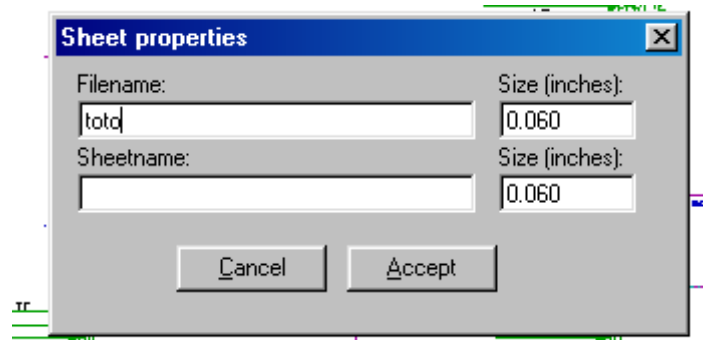 Sheet properties
Filename: Size (inches):
toto 0.060
Sheetname: Size (inches):
0.060
Cancel Accept